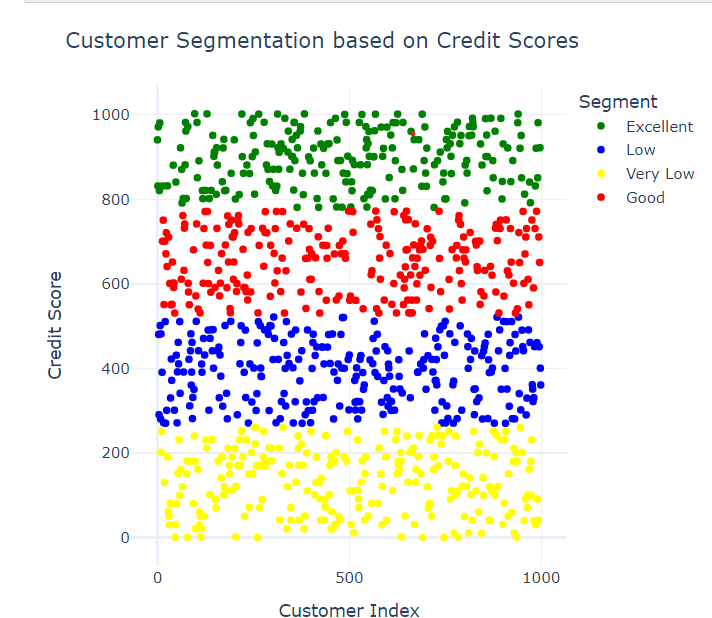 Customer Segmentation based on Credit Scores
Segment
Excellent
Low
Very Low
Good
1000
800
600
400
200
0
Credit Score
0
500
1000
Customer Index